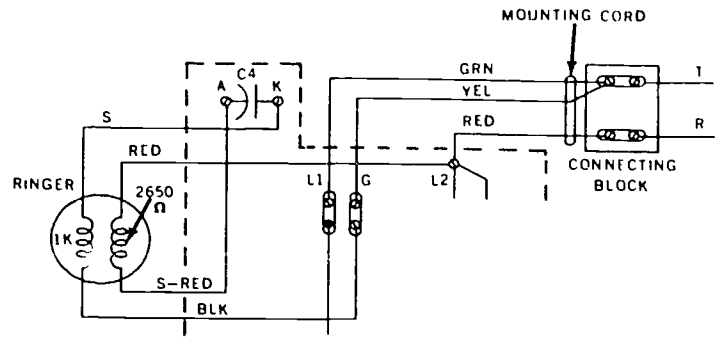 MOUNTING CORD
C4
A
K
GRN
T
YEL
S
RED
R
RED
CONNECTING
BLOCK
L1
G
L2
RINGER
2650
Ω
1K
S-RED
BLK